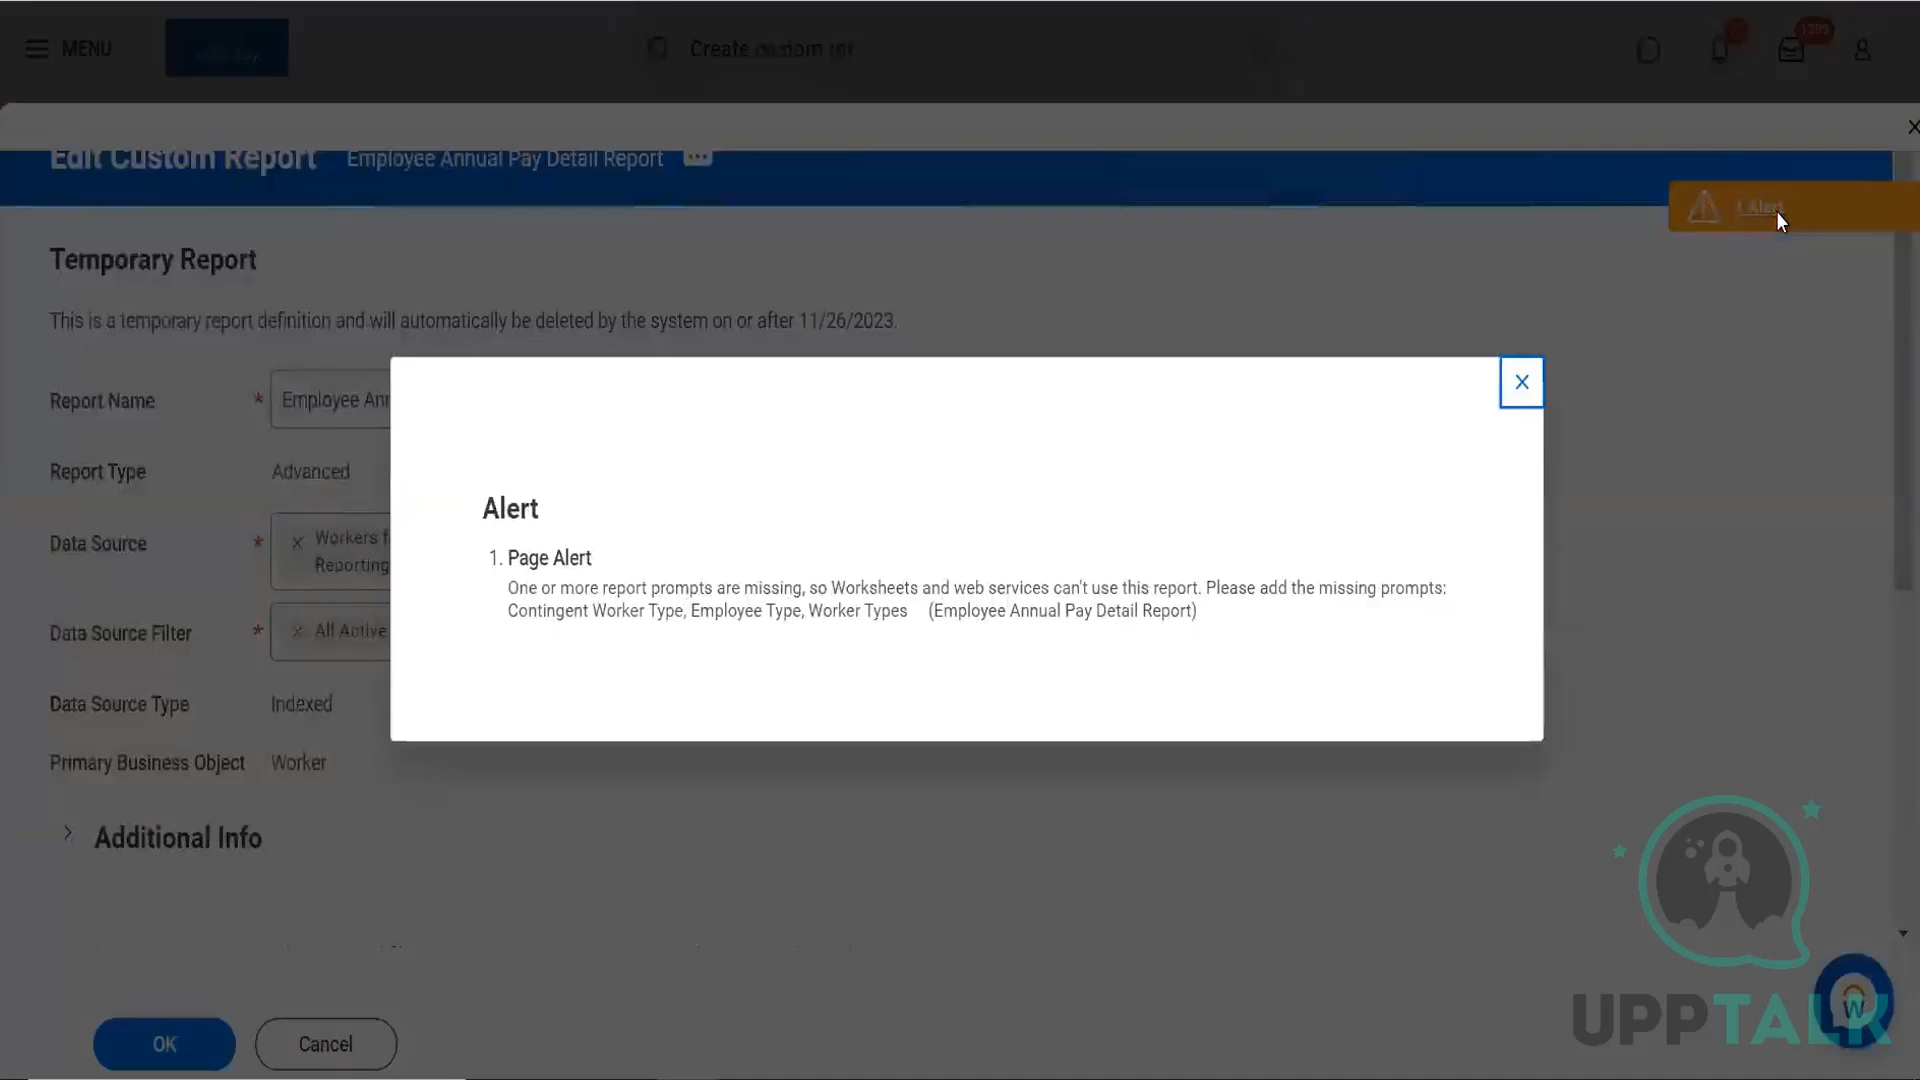 MENU
Create custom
1299
Edit Custom Report Employee Annual Pay Detail Report
1 Alert
Temporary Report
This is a temporary report definition and will automatically be deleted by the system on or after 11/26/2023.
Report Name * Employee Ann
Report Type Advanced
Data Source * × Workers f
Reporting
Data Source Filter * × All Active
Data Source Type Indexed
Primary Business Object Worker
Additional Info
Alert
1. Page Alert
One or more report prompts are missing, so Worksheets and web services can't use this report. Please add the missing prompts:
Contingent Worker Type, Employee Type, Worker Types (Employee Annual Pay Detail Report)
OK
Cancel
W
UPPTALK